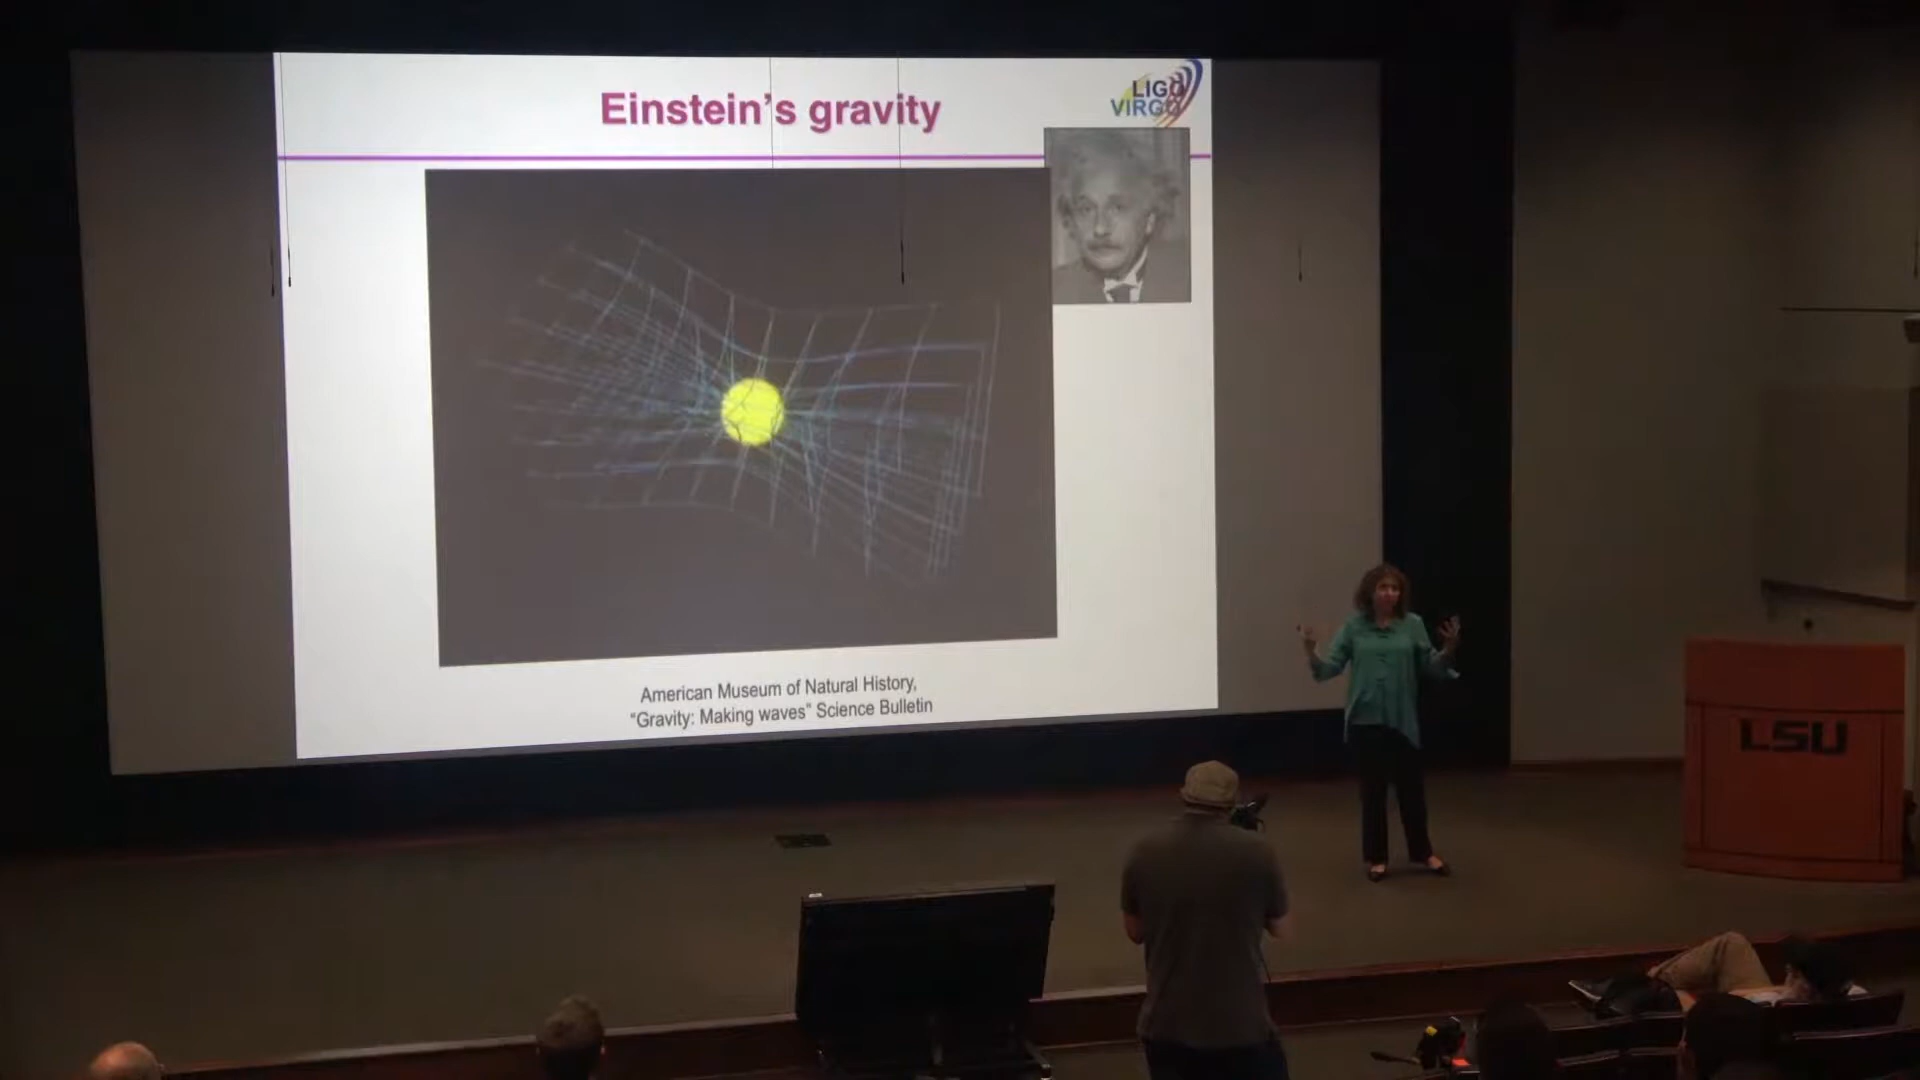 Einstein's gravity
LIGO
VIRGO
American Museum of Natural History,
“Gravity: Making waves” Science Bulletin
LSU